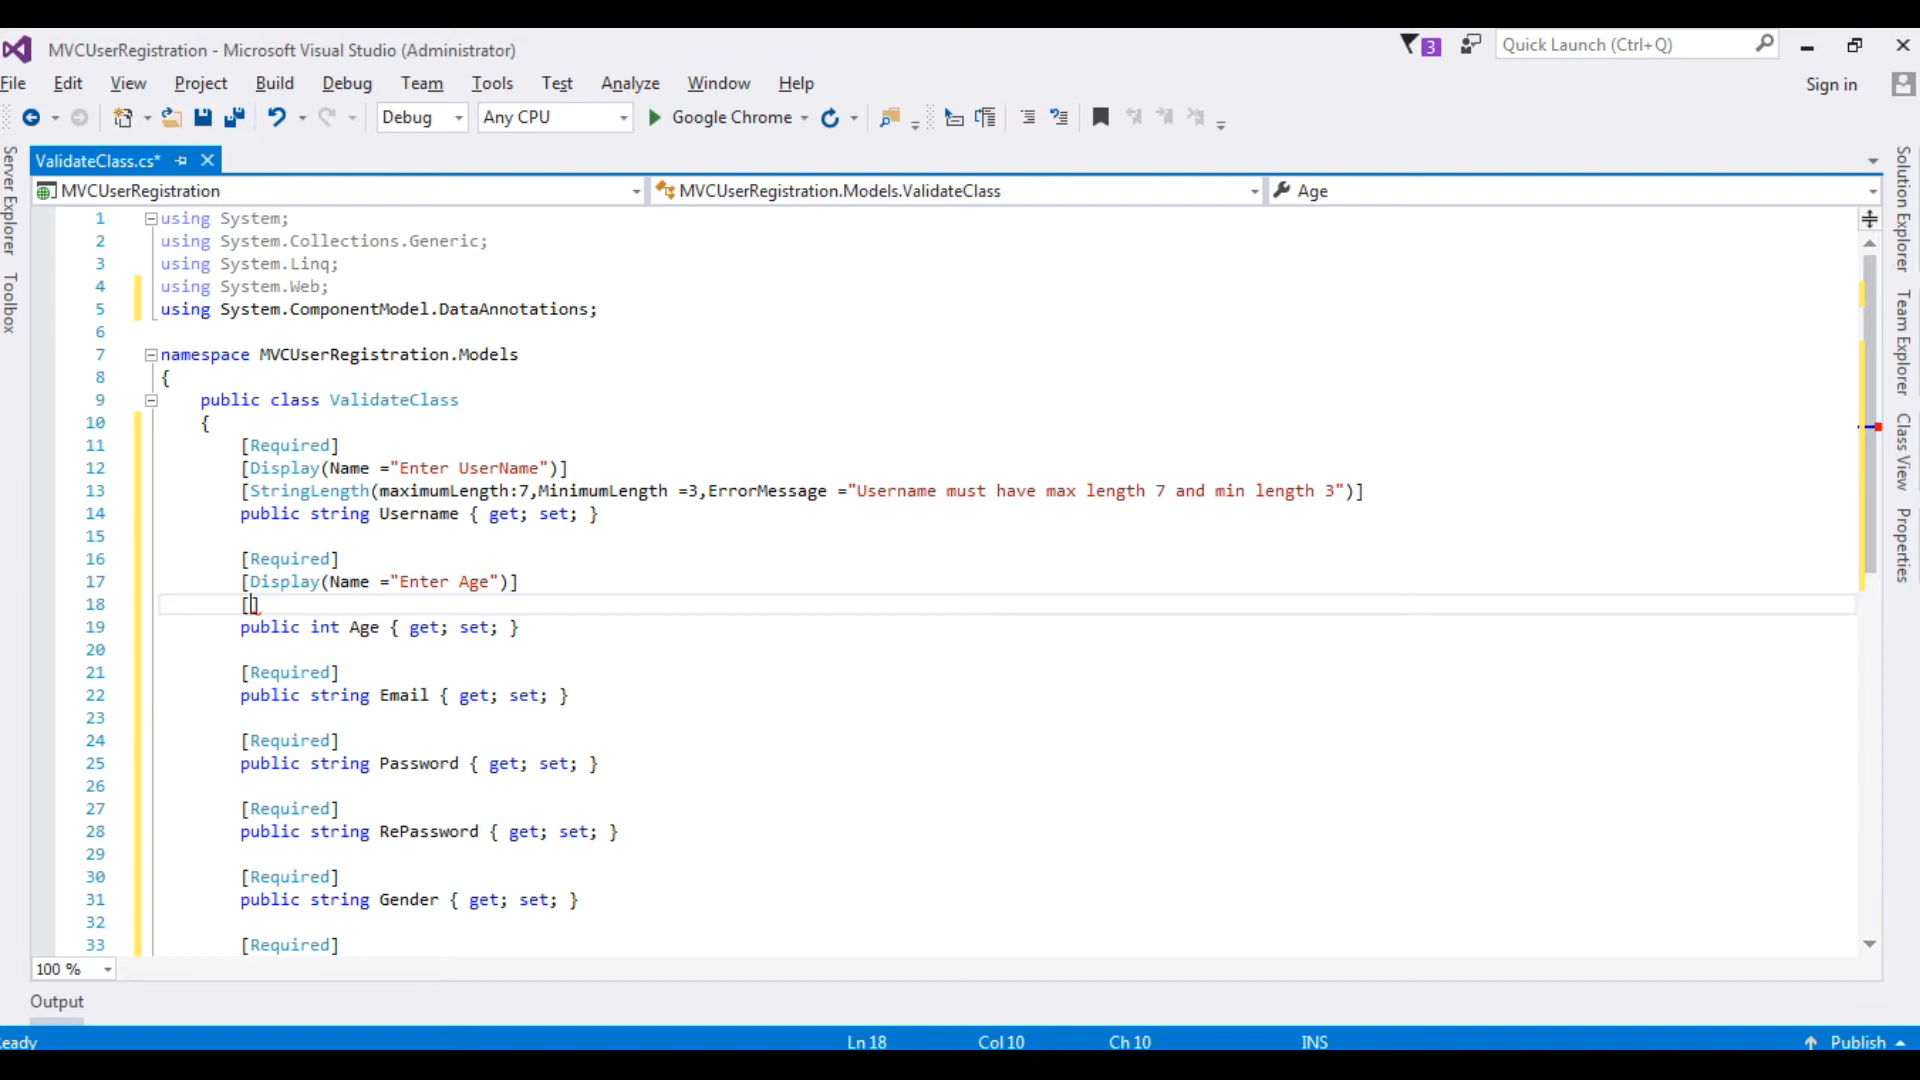 MVCUserRegistration - Microsoft Visual Studio (Administrator)
3
Quick Launch (Ctrl+Q)
File Edit View Project Build Debug Team Tools Test Analyze Window Help
Sign in
Debug
Any CPU
Google Chrome
ValidateClass.cs*
MVCUserRegistration
MVCUserRegistration.Models.ValidateClass
Age
Server Explorer
Toolbox
1 using System;
2 using System.Collections.Generic;
3 using System.Linq;
4 using System.Web;
5 using System.ComponentModel.DataAnnotations;
6
7 namespace MVCUserRegistration.Models
8 {
9 public class ValidateClass
10 {
11 [Required]
12 [Display(Name ="Enter UserName")]
13 [StringLength(maximumLength:7,MinimumLength =3,ErrorMessage ="Username must have max length 7 and min length 3")]
14 public string Username { get; set; }
15
16 [Required]
17 [Display(Name ="Enter Age")]
18 []
19 public int Age { get; set; }
20
21 [Required]
22 public string Email { get; set; }
23
24 [Required]
25 public string Password { get; set; }
26
27 [Required]
28 public string RePassword { get; set; }
29
30 [Required]
31 public string Gender { get; set; }
32
33 [Required]
Solution Explorer
Team Explorer
Class View
Properties
100 %
Output
eady
Ln 18
Col 10
Ch 10
INS
Publish